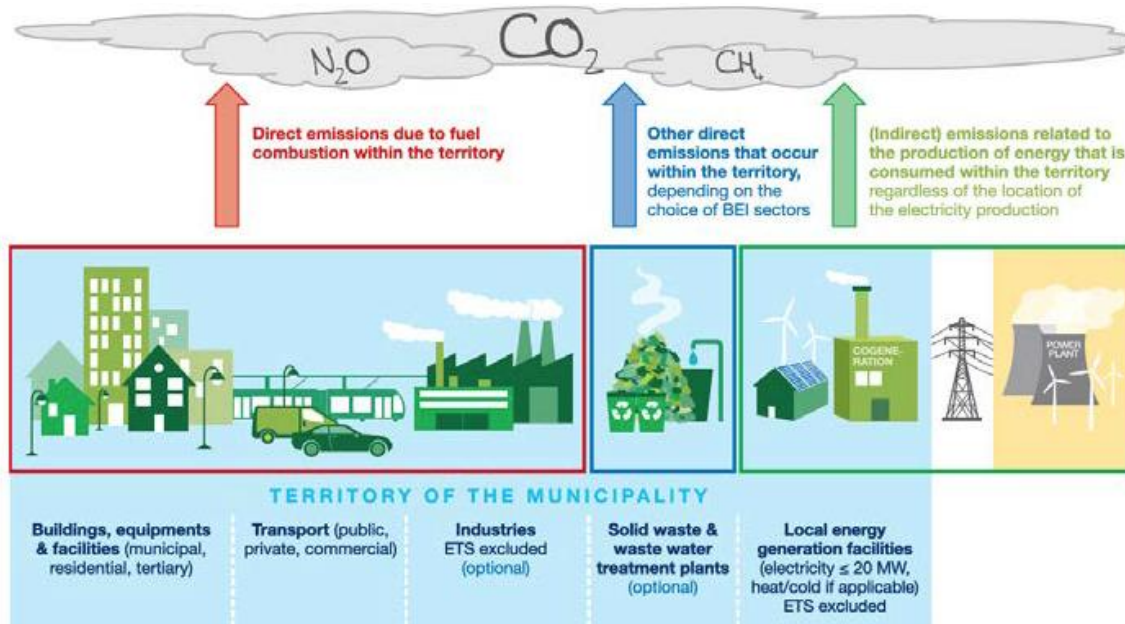 CO₂
N₂O
CH₄
Direct emissions due to fuel
combustion within the territory
Other direct
emissions that occur
within the territory,
depending on the
choice of BEI sectors
(Indirect) emissions related to
the production of energy that is
consumed within the territory
regardless of the location of
the electricity production
COGENE-
RATION
POWER
PLANT
TERRITORY OF THE MUNICIPALITY
Buildings, equipments
& facilities (municipal,
residential, tertiary)
Transport (public,
private, commercial)
Industries
ETS excluded
(optional)
Solid waste &
waste water
treatment plants
(optional)
Local energy
generation facilities
(electricity ≤ 20 MW,
heat/cold if applicable)
ETS excluded